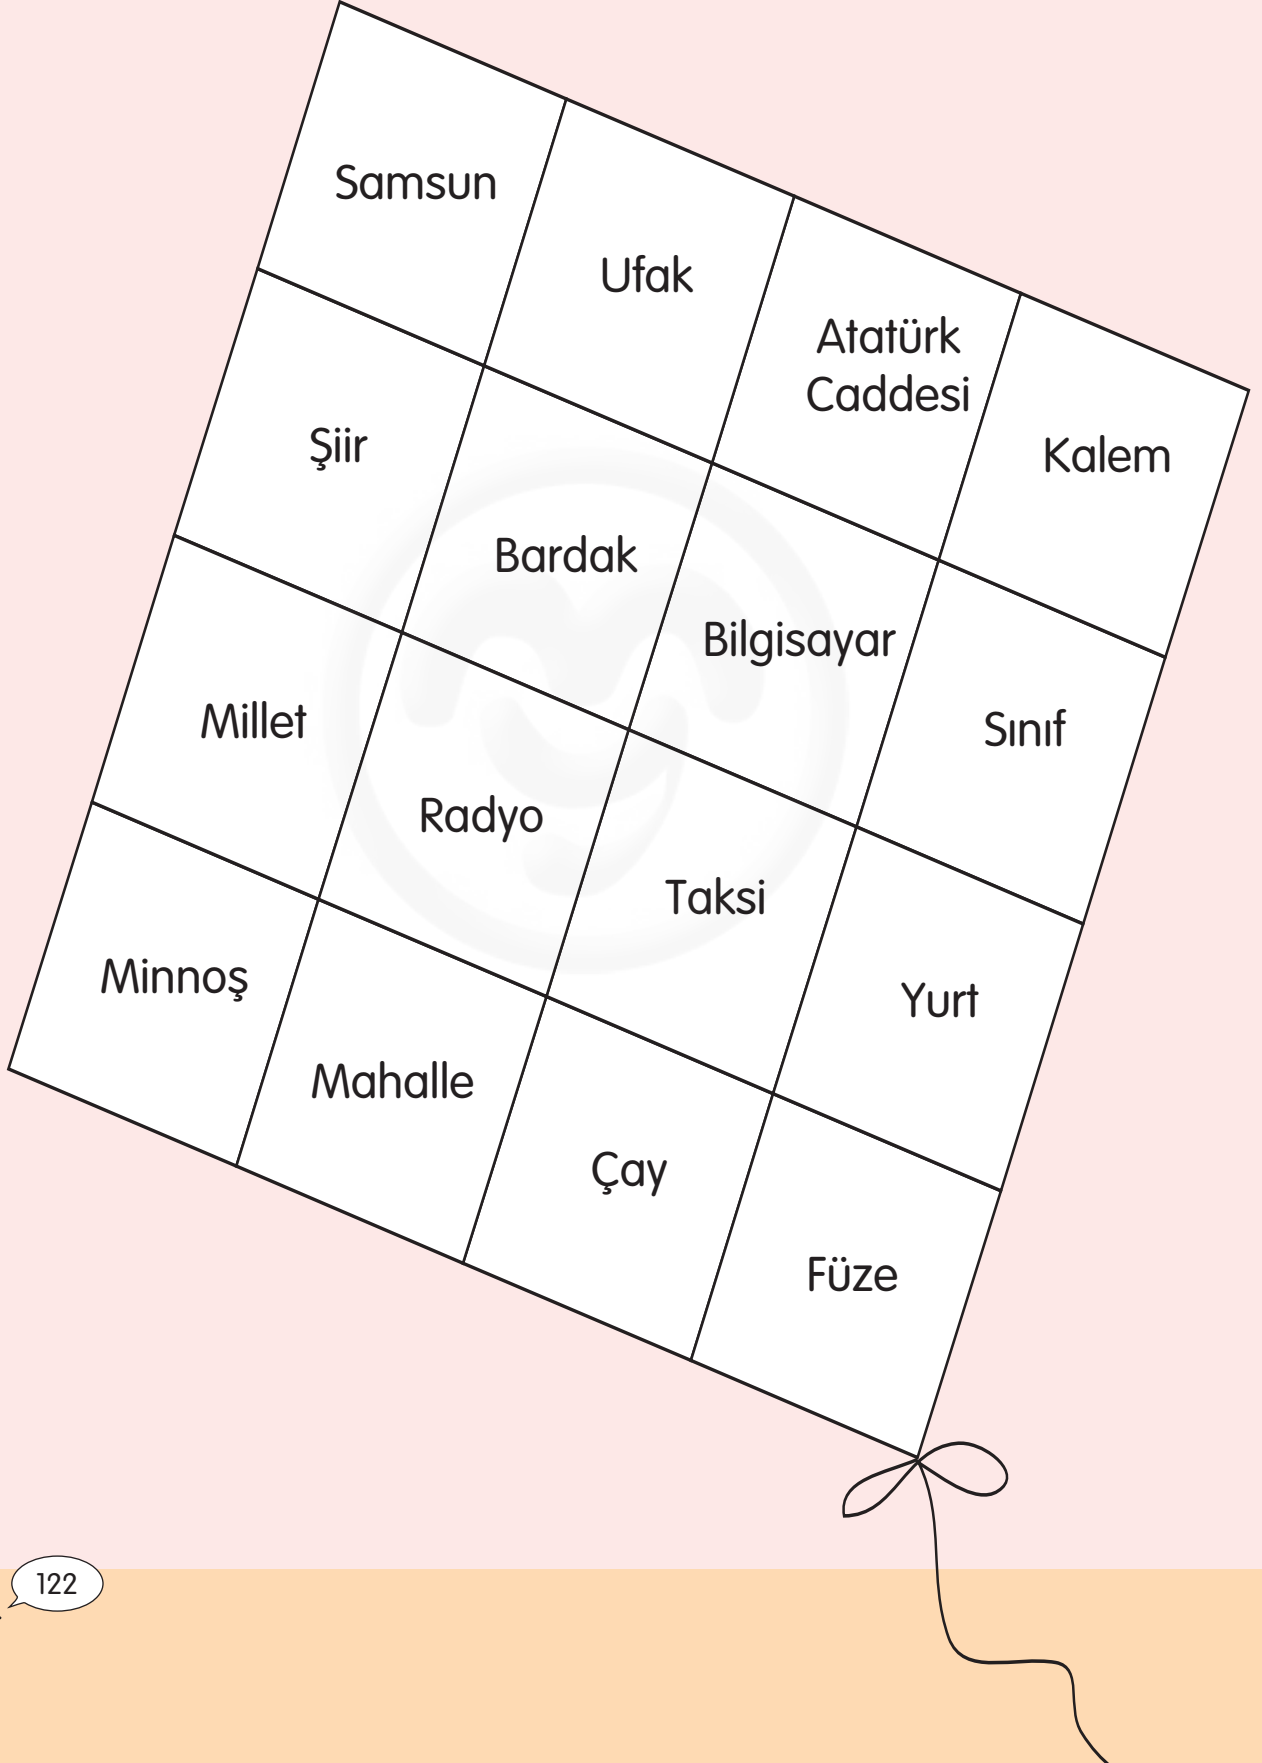 Samsun
Ufak
Atatürk
Caddesi
Kalem
Şiir
Bardak
Bilgisayar
Sınıf
Millet
Radyo
Taksi
Yurt
Minnoş
Mahalle
Çay
Füze
122